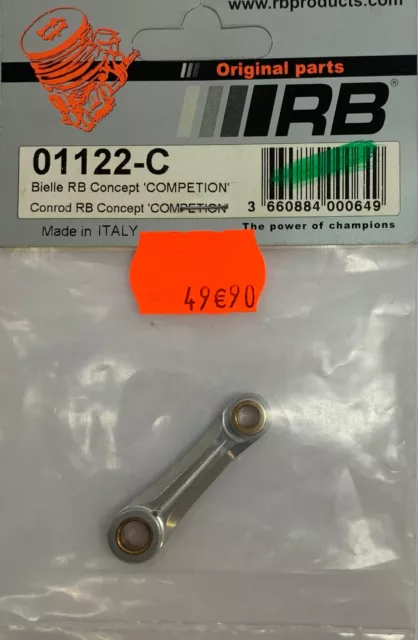 www.rbproducts.com
Original parts
RB
01122-C
Bielle RB Concept 'COMPETION'
Conrod RB Concept 'COMPETION'
3 660884 000649
Made in ITALY
The power of champions
49€90